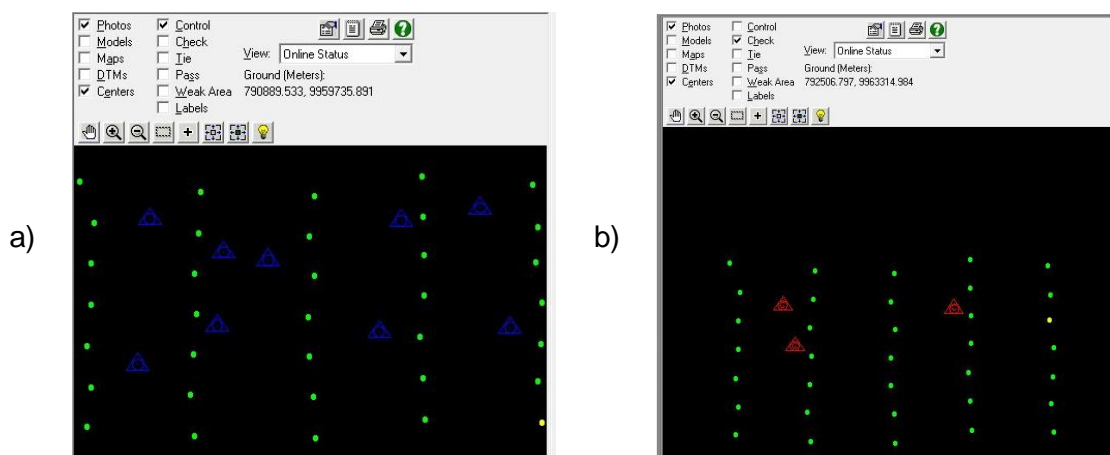 a)
Photos Control
Models Check
Maps Tie View: Online Status
DTMs Pass Ground (Meters):
Centers Weak Area 790889.533, 9959735.891
Labels
b)
Photos Control
Models Check
Maps Tie View: Online Status
DTMs Pass Ground (Meters):
Centers Weak Area 792506.797, 9963314.984
Labels